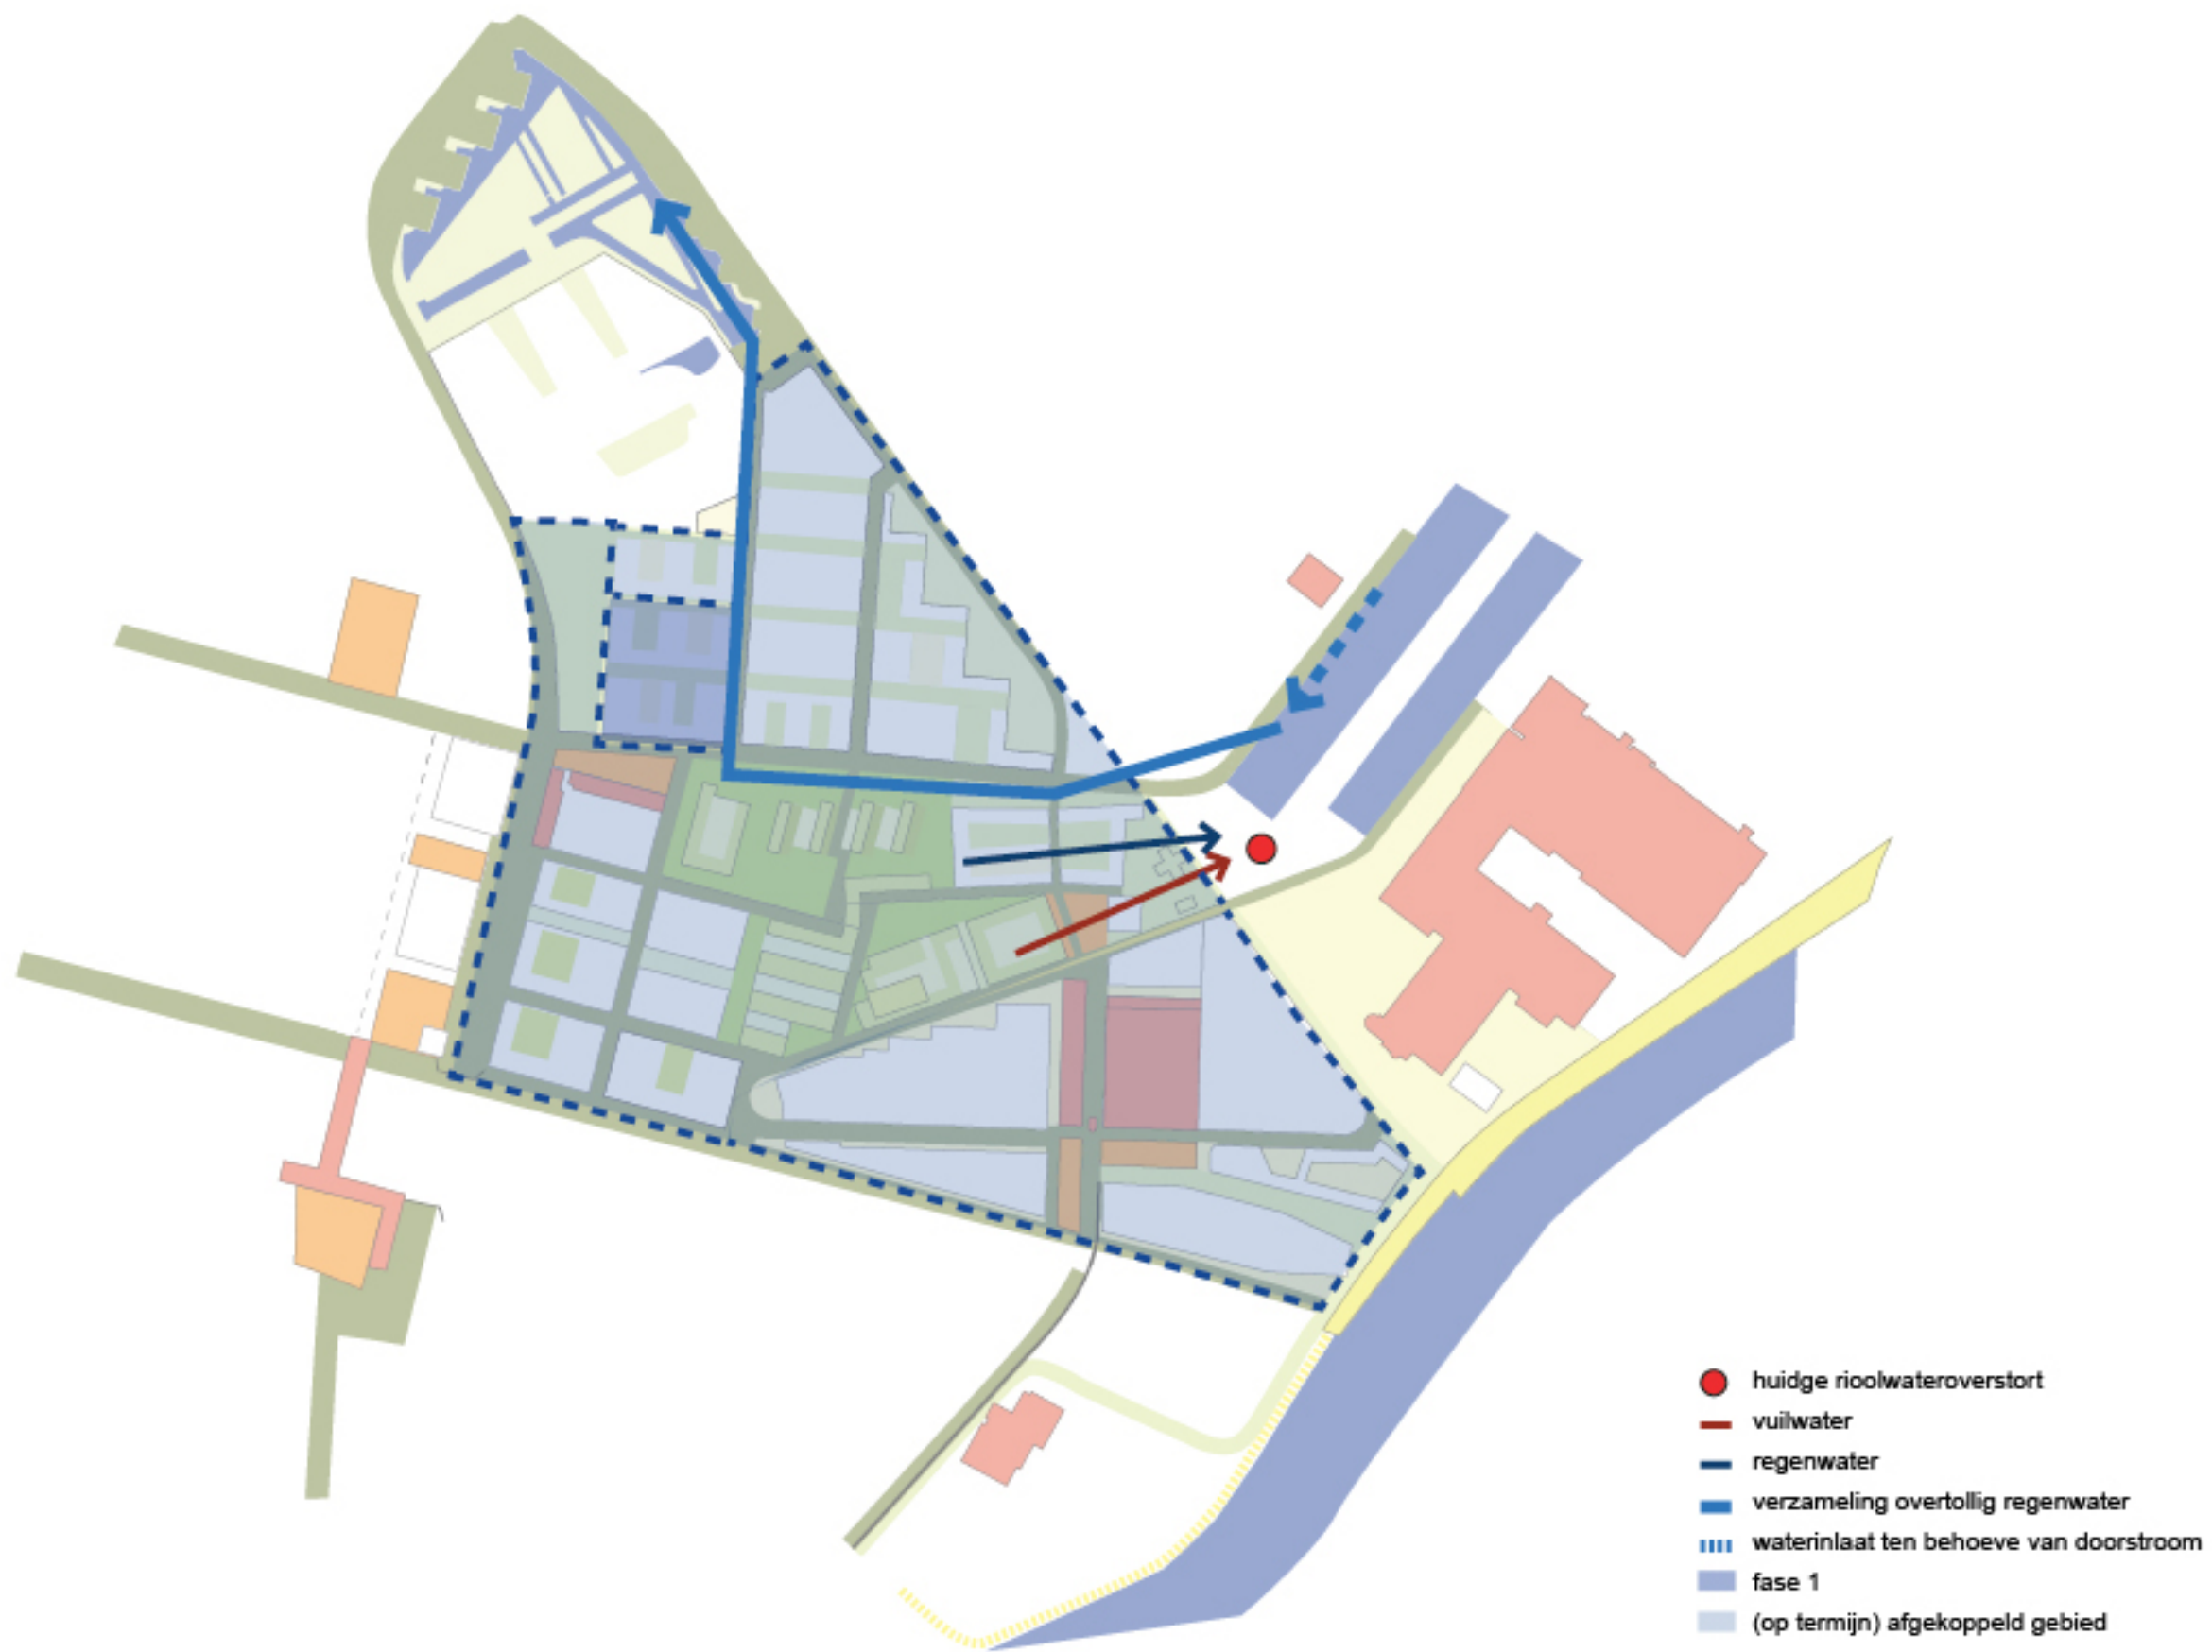 huidge rioolwateroverstort
vuilwater
regenwater
verzameling overtollig regenwater
waterinlaat ten behoeve van doorstroom
fase 1
(op termijn) afgekoppeld gebied